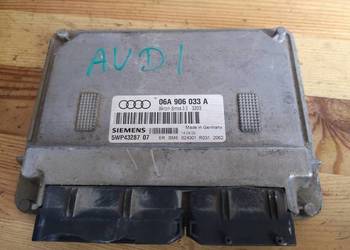 AUDI
06A 906 033 A
SIEMENS
Made in Germany
5WP43287 07